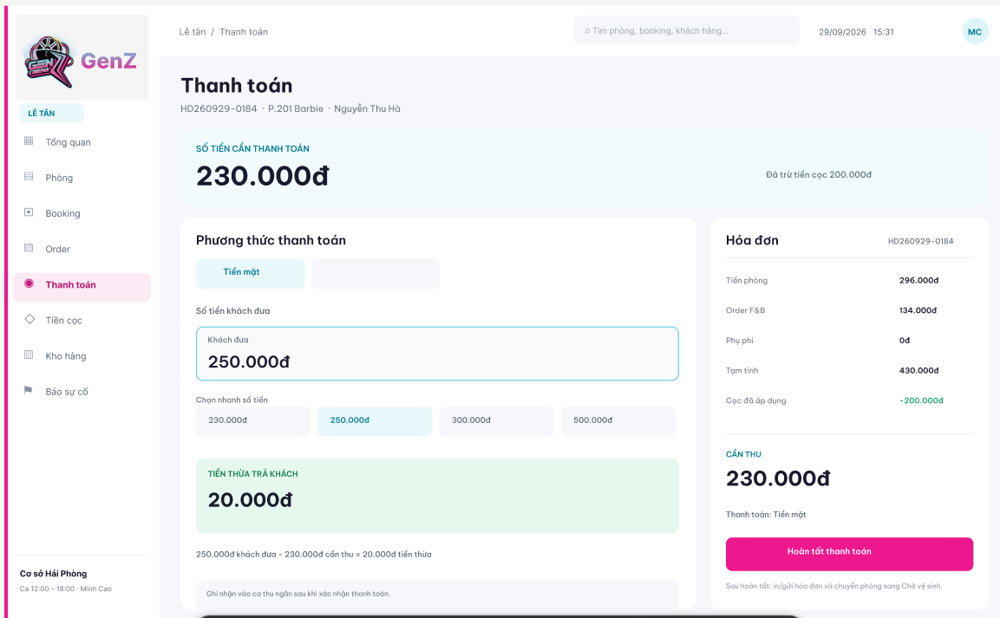 GenZ
LỄ TÂN
Tổng quan
Phòng
Booking
Order
Thanh toán
Tiền cọc
Kho hàng
Báo sự cố
Cơ sở Hải Phòng
Ca 12:00 – 18:00 · Minh Cao
Lễ tân / Thanh toán
Tìm phòng, booking, khách hàng...
29/09/2026 15:31
MC
Thanh toán
HD260929-0184 · P.201 Barbie · Nguyễn Thu Hà
SỐ TIỀN CẦN THANH TOÁN
230.000đ
Đã trừ tiền cọc 200.000đ
Phương thức thanh toán
Tiền mặt
Số tiền khách đưa
Khách đưa
250.000đ
Chọn nhanh số tiền
230.000đ 250.000đ 300.000đ 500.000đ
TIỀN THỪA TRẢ KHÁCH
20.000đ
250.000đ khách đưa – 230.000đ cần thu = 20.000đ tiền thừa
Ghi nhận vào ca thu ngân sau khi xác nhận thanh toán.
Hóa đơn HD260929-0184
Tiền phòng 296.000đ
Order F&B 134.000đ
Phụ phí 0đ
Tạm tính 430.000đ
Cọc đã áp dụng -200.000đ
CẦN THU
230.000đ
Thanh toán: Tiền mặt
Hoàn tất thanh toán
Sau hoàn tất: in/gửi hóa đơn và chuyển phòng sang Chờ vệ sinh.